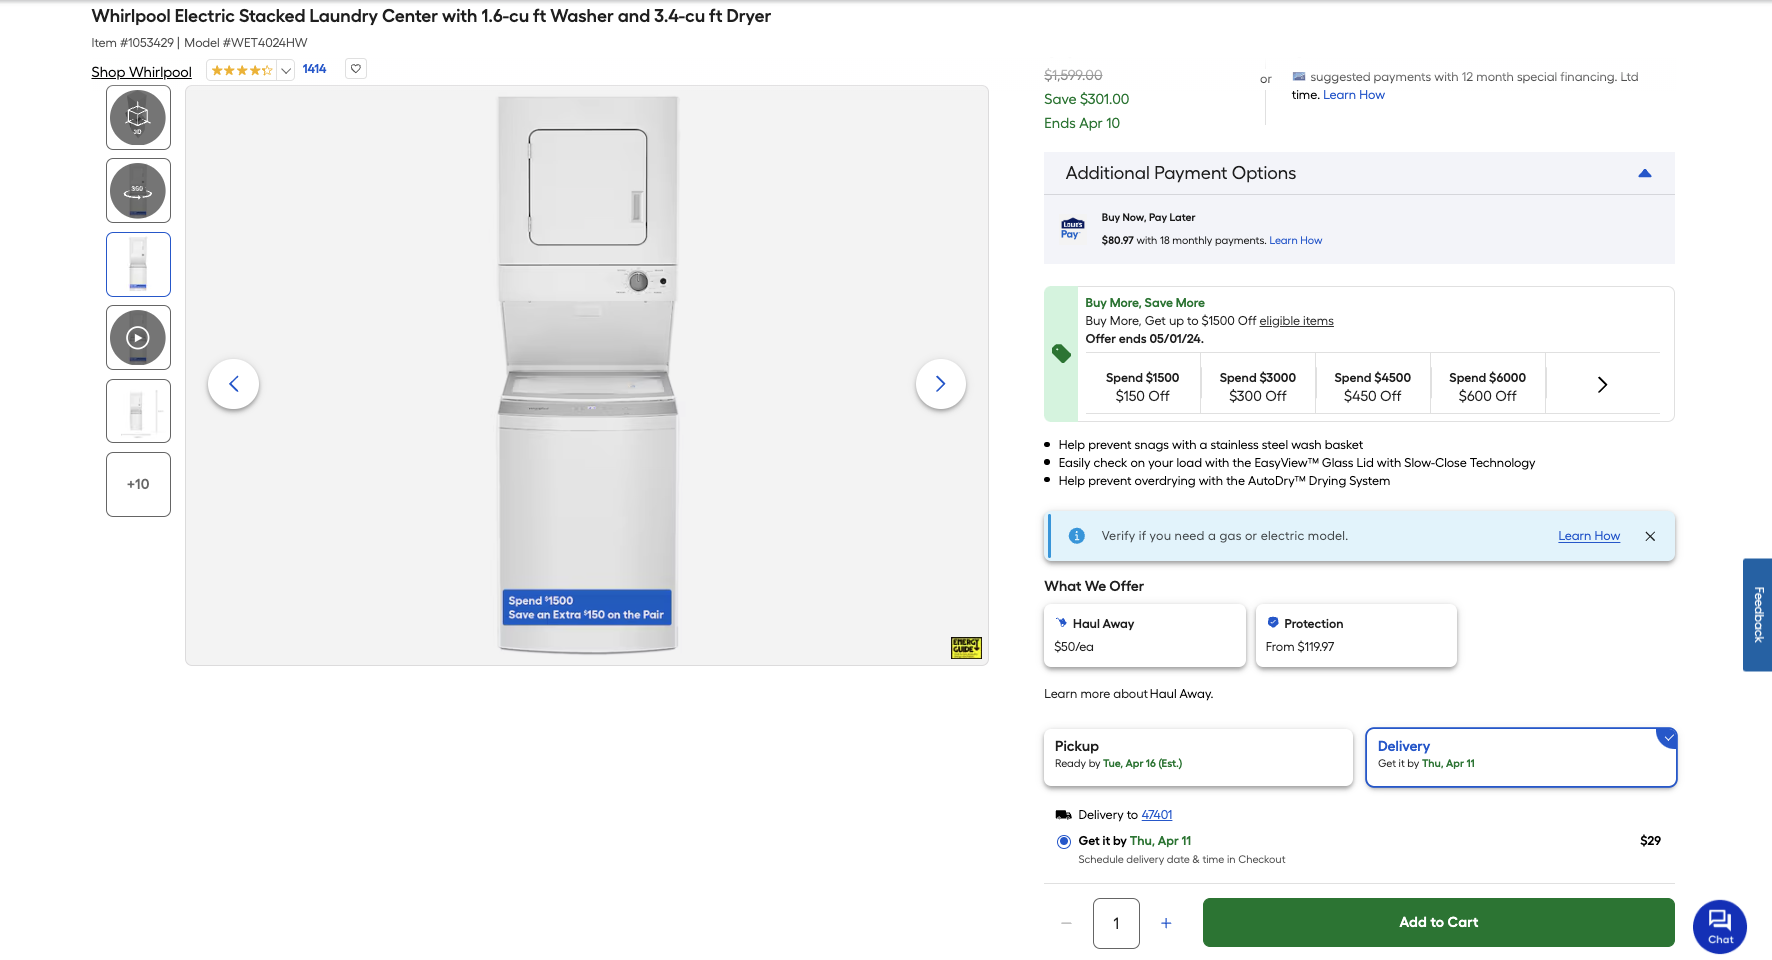 Whirlpool Electric Stacked Laundry Center with 1.6-cu ft Washer and 3.4-cu ft Dryer
Item #1053429 | Model #WET4024HW
Shop Whirlpool
1414
3D
360
+10
Spend $1500
Save an Extra $150 on the Pair
ENERGY
GUIDE
$1,599.00
Save $301.00
Ends Apr 10
or
suggested payments with 12 month special financing. Ltd
time. Learn How
Additional Payment Options
LOWE'S
Pay
Buy Now, Pay Later
$80.97 with 18 monthly payments. Learn How
Buy More, Save More
Buy More, Get up to $1500 Off eligible items
Offer ends 05/01/24.
Spend $1500
$150 Off
Spend $3000
$300 Off
Spend $4500
$450 Off
Spend $6000
$600 Off
Help prevent snags with a stainless steel wash basket
Easily check on your load with the EasyView™ Glass Lid with Slow-Close Technology
Help prevent overdrying with the AutoDry™ Drying System
Verify if you need a gas or electric model.
Learn How
What We Offer
Haul Away
$50/ea
Protection
From $119.97
Learn more about Haul Away.
Pickup
Ready by Tue, Apr 16 (Est.)
Delivery
Get it by Thu, Apr 11
Delivery to 47401
Get it by Thu, Apr 11
$29
Schedule delivery date & time in Checkout
1
Add to Cart
Feedback
Chat